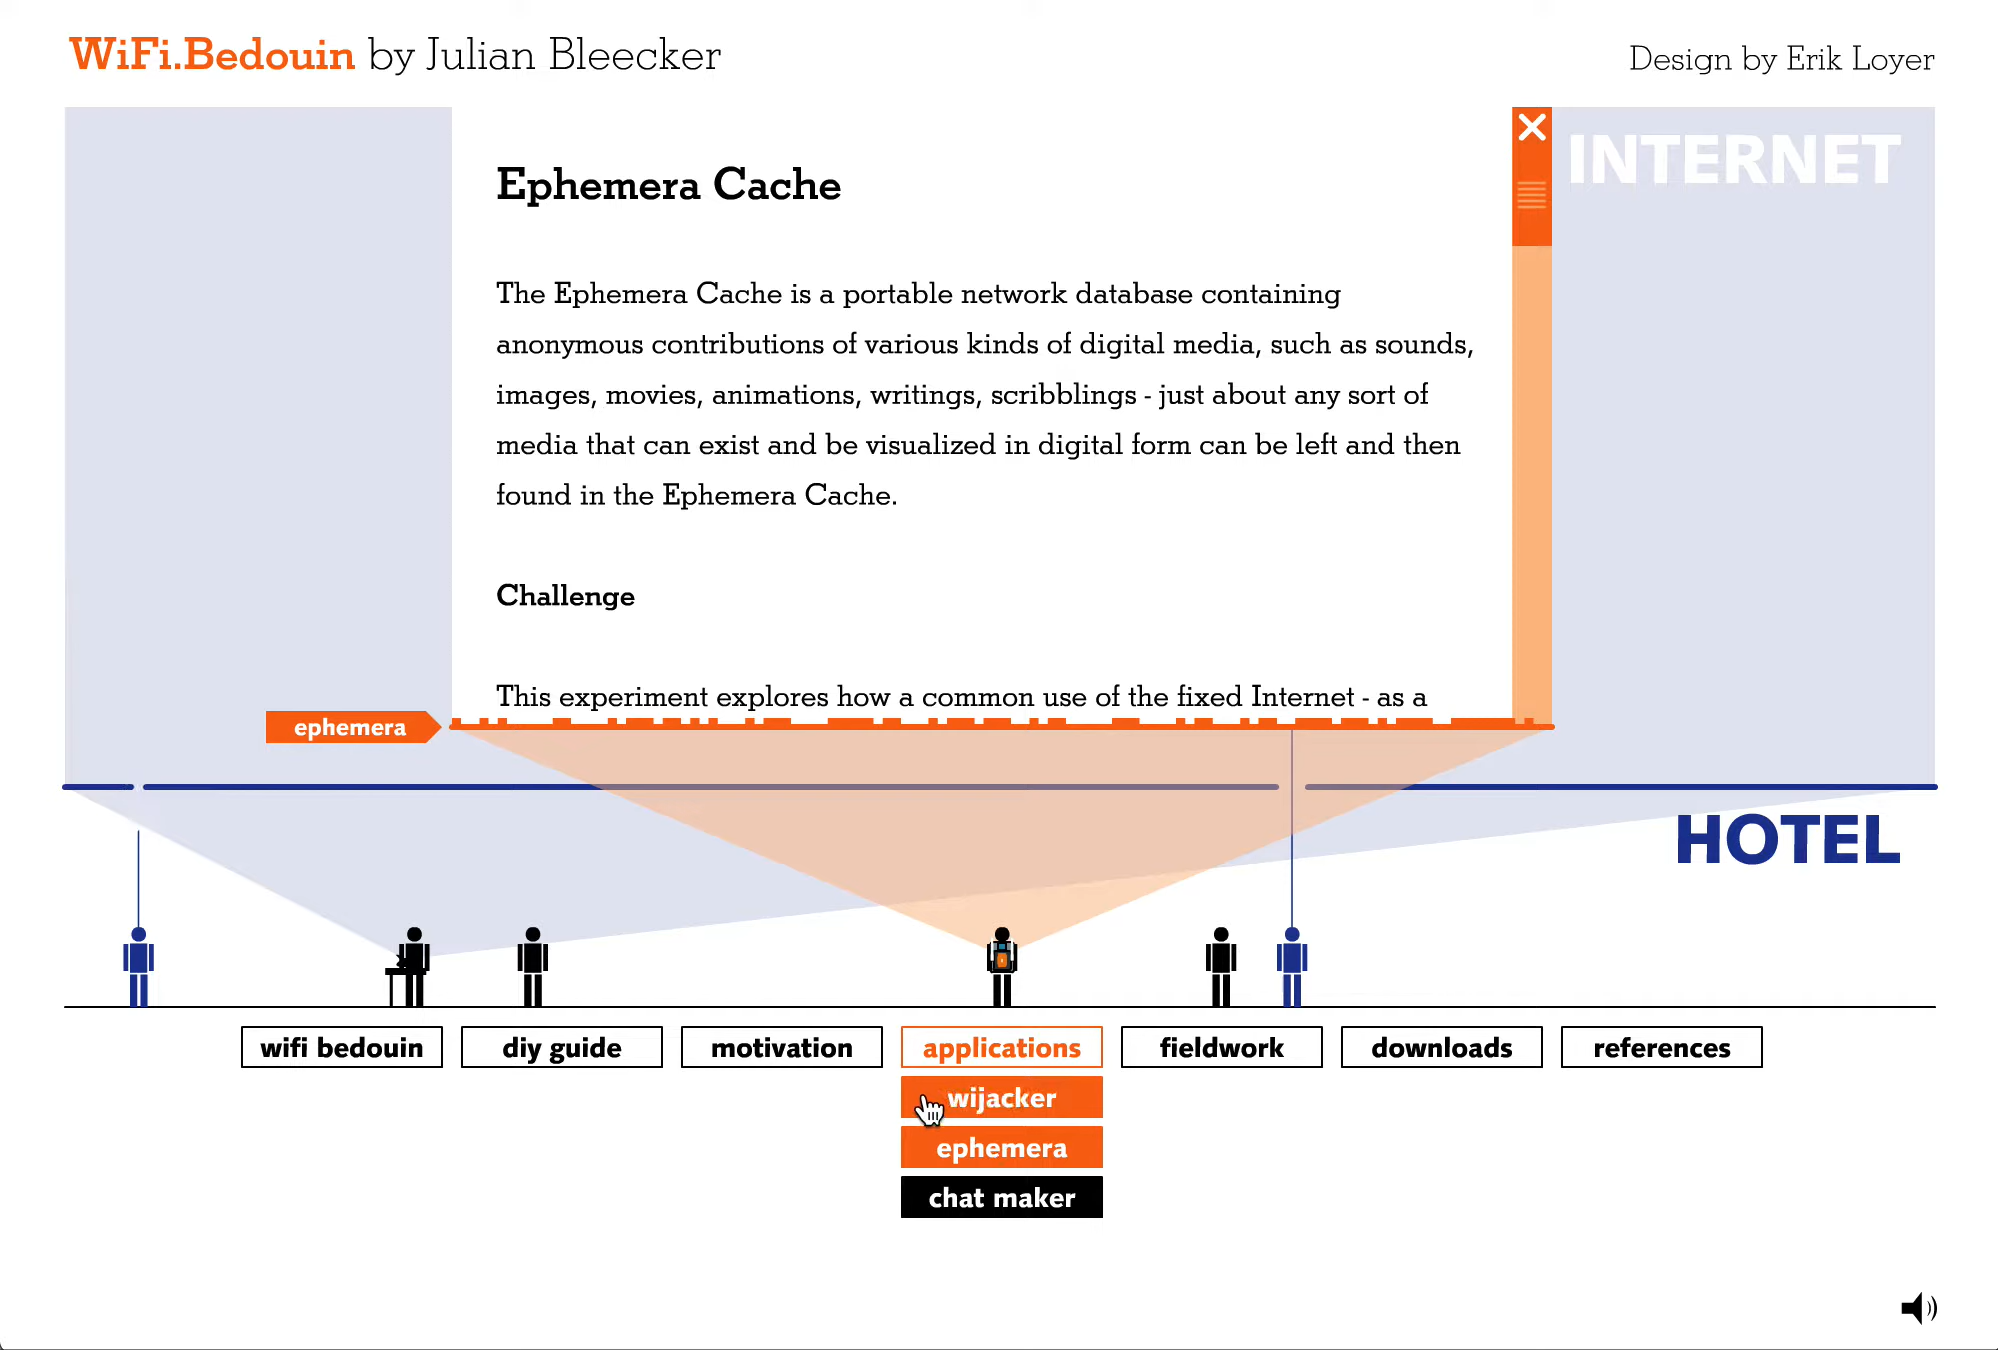 WiFi.Bedouin by Julian Bleecker
Design by Erik Loyer
INTERNET
Ephemera Cache
The Ephemera Cache is a portable network database containing
anonymous contributions of various kinds of digital media, such as sounds,
images, movies, animations, writings, scribblings - just about any sort of
media that can exist and be visualized in digital form can be left and then
found in the Ephemera Cache.
Challenge
This experiment explores how a common use of the fixed Internet - as a
ephemera
HOTEL
wifi bedouin
diy guide
motivation
applications
fieldwork
downloads
references
wijacker
ephemera
chat maker